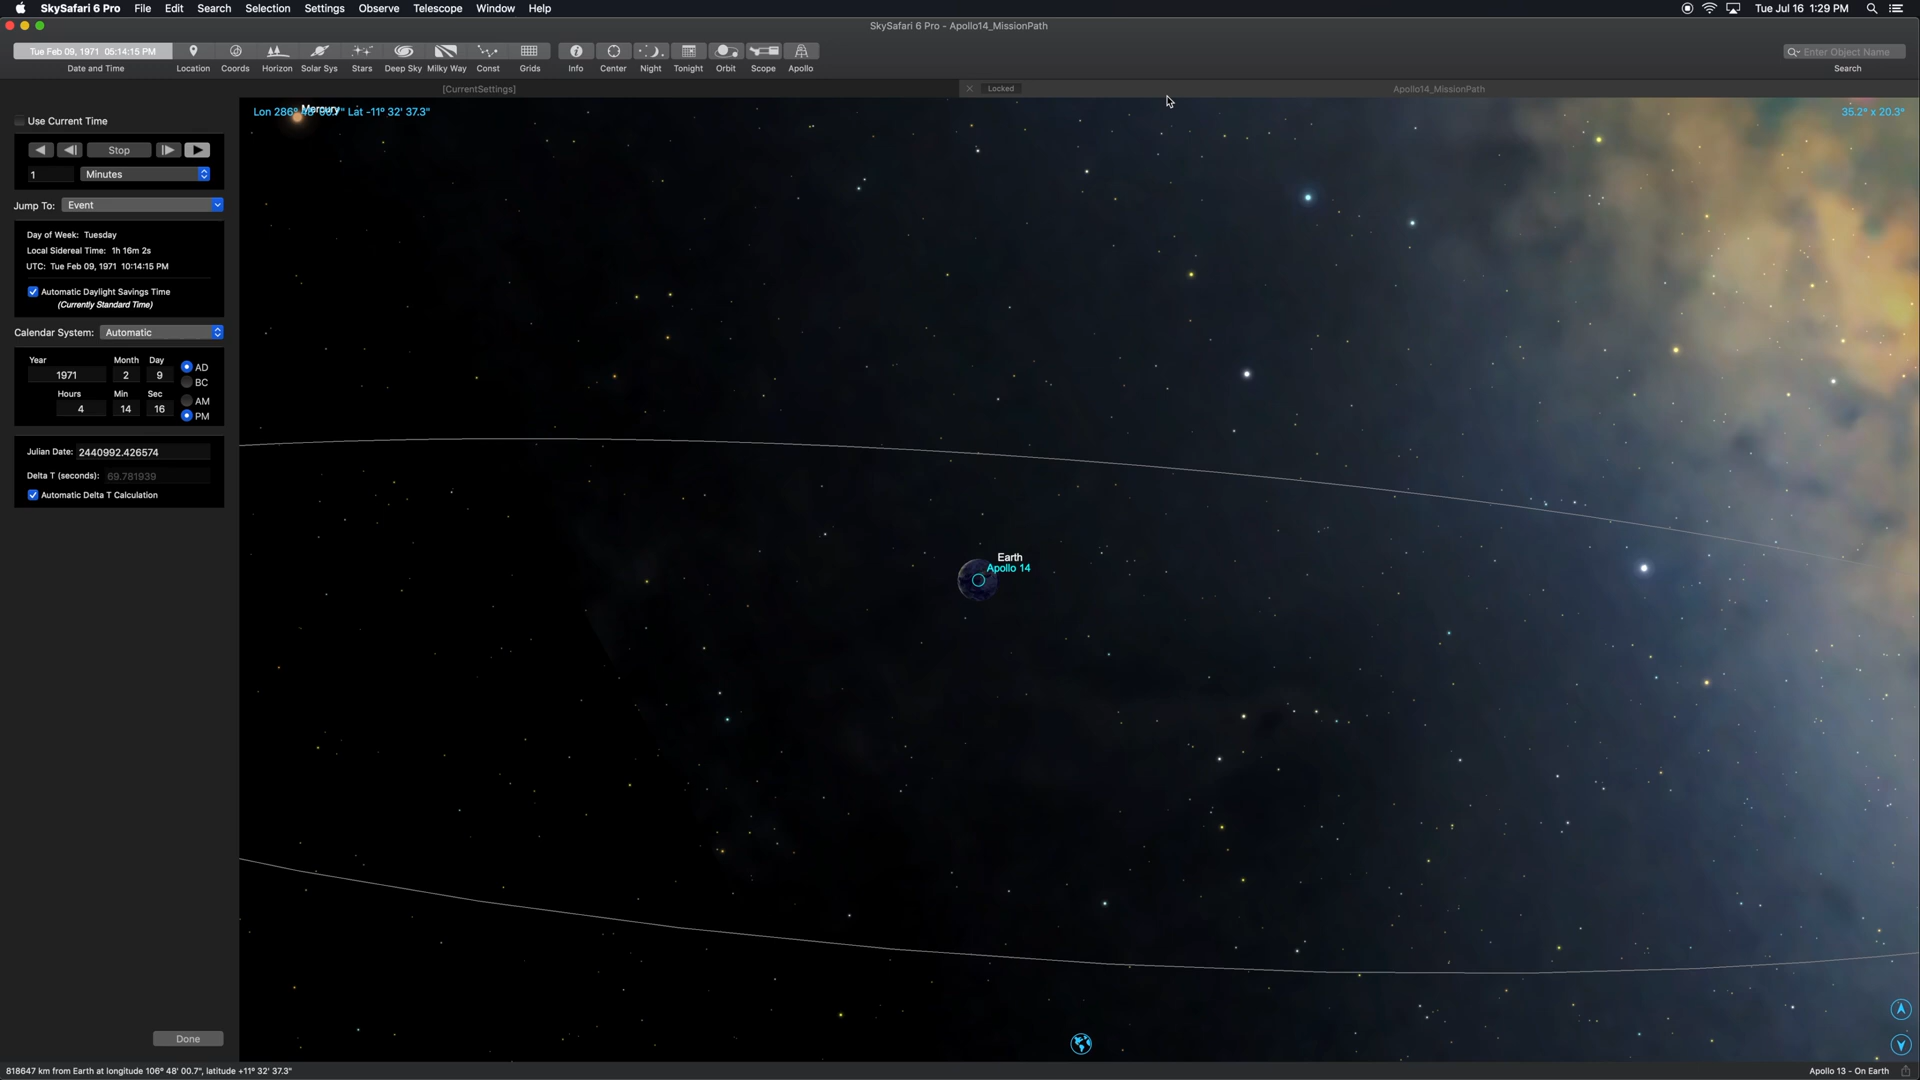 SkySafari 6 Pro File Edit Search Selection Settings Observe Telescope Window Help Tue Jul 16 1:29 PM
SkySafari 6 Pro - Apollo14_MissionPath
Tue Feb 09, 1971 05:14:15 PM
Enter Object Name
Date and Time Location Coords Horizon Solar Sys Stars Deep Sky Milky Way Const Grids Info Center Night Tonight Orbit Scope Apollo Search
[CurrentSettings] Locked Apollo14_MissionPath
Mercury
Lat -11º 32' 37.3"
35.2° x 20.3°
Use Current Time
Stop
1 Minutes
Jump To: Event
Day of Week: Tuesday
Local Sidereal Time: 1h 16m 2s
UTC: Tue Feb 09, 1971 10:14:15 PM
Automatic Daylight Savings Time
(Currently Standard Time)
Calendar System: Automatic
Year Month Day
1971 2 9
AD
BC
Hours Min Sec
4 14 16
AM
PM
Julian Date: 2440992.426574
Delta T (seconds): 69.781939
Automatic Delta T Calculation
Earth
Apollo 14
Done
818647 km from Earth at longitude 106º 48' 00.7", latitude +11º 32' 37.3"
Apollo 13 - On Earth